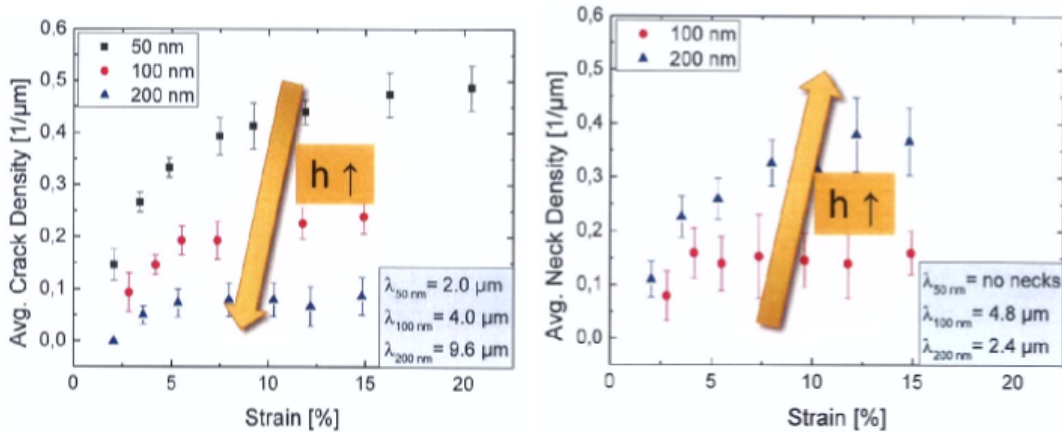 0,6
0,5
0,4
0,3
0,2
0,1
0,0
Avg. Crack Density [1/µm]
50 nm
100 nm
200 nm
h ↑
λ50 nm= 2.0 µm
λ100 nm= 4.0 µm
λ200 nm= 9.6 µm
0 5 10 15 20
Strain [%]
0,6
0,5
0,4
0,3
0,2
0,1
0,0
Avg. Neck Density [1/µm]
100 nm
200 nm
h ↑
λ50 nm= no necks
λ100 nm= 4.8 µm
λ200 nm= 2.4 µm
0 5 10 15 20
Strain [%]